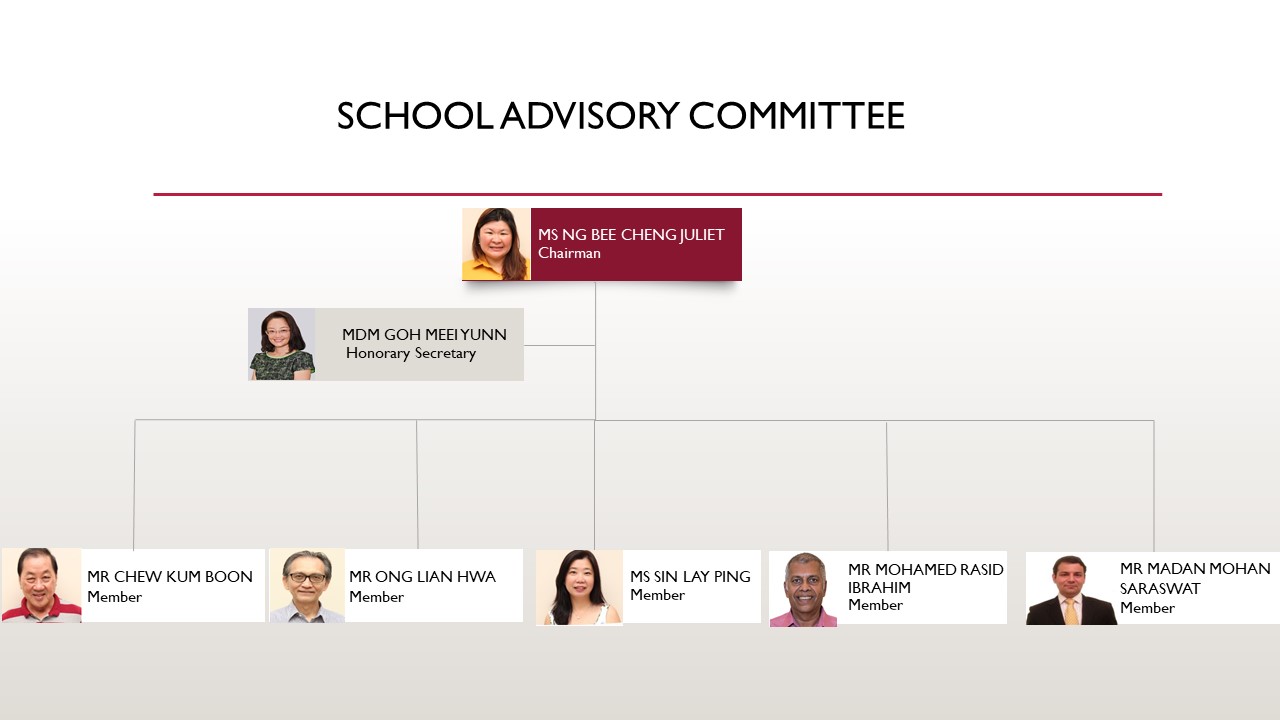 SCHOOL ADVISORY COMMITTEE
MS NG BEE CHENG JULIET
Chairman
MDM GOH MEEI YUNN
Honorary Secretary
MR CHEW KUM BOON
Member
MR ONG LIAN HWA
Member
MS SIN LAY PING
Member
MR MOHAMED RASID
IBRAHIM
Member
MR MADAN MOHAN
SARASWAT
Member